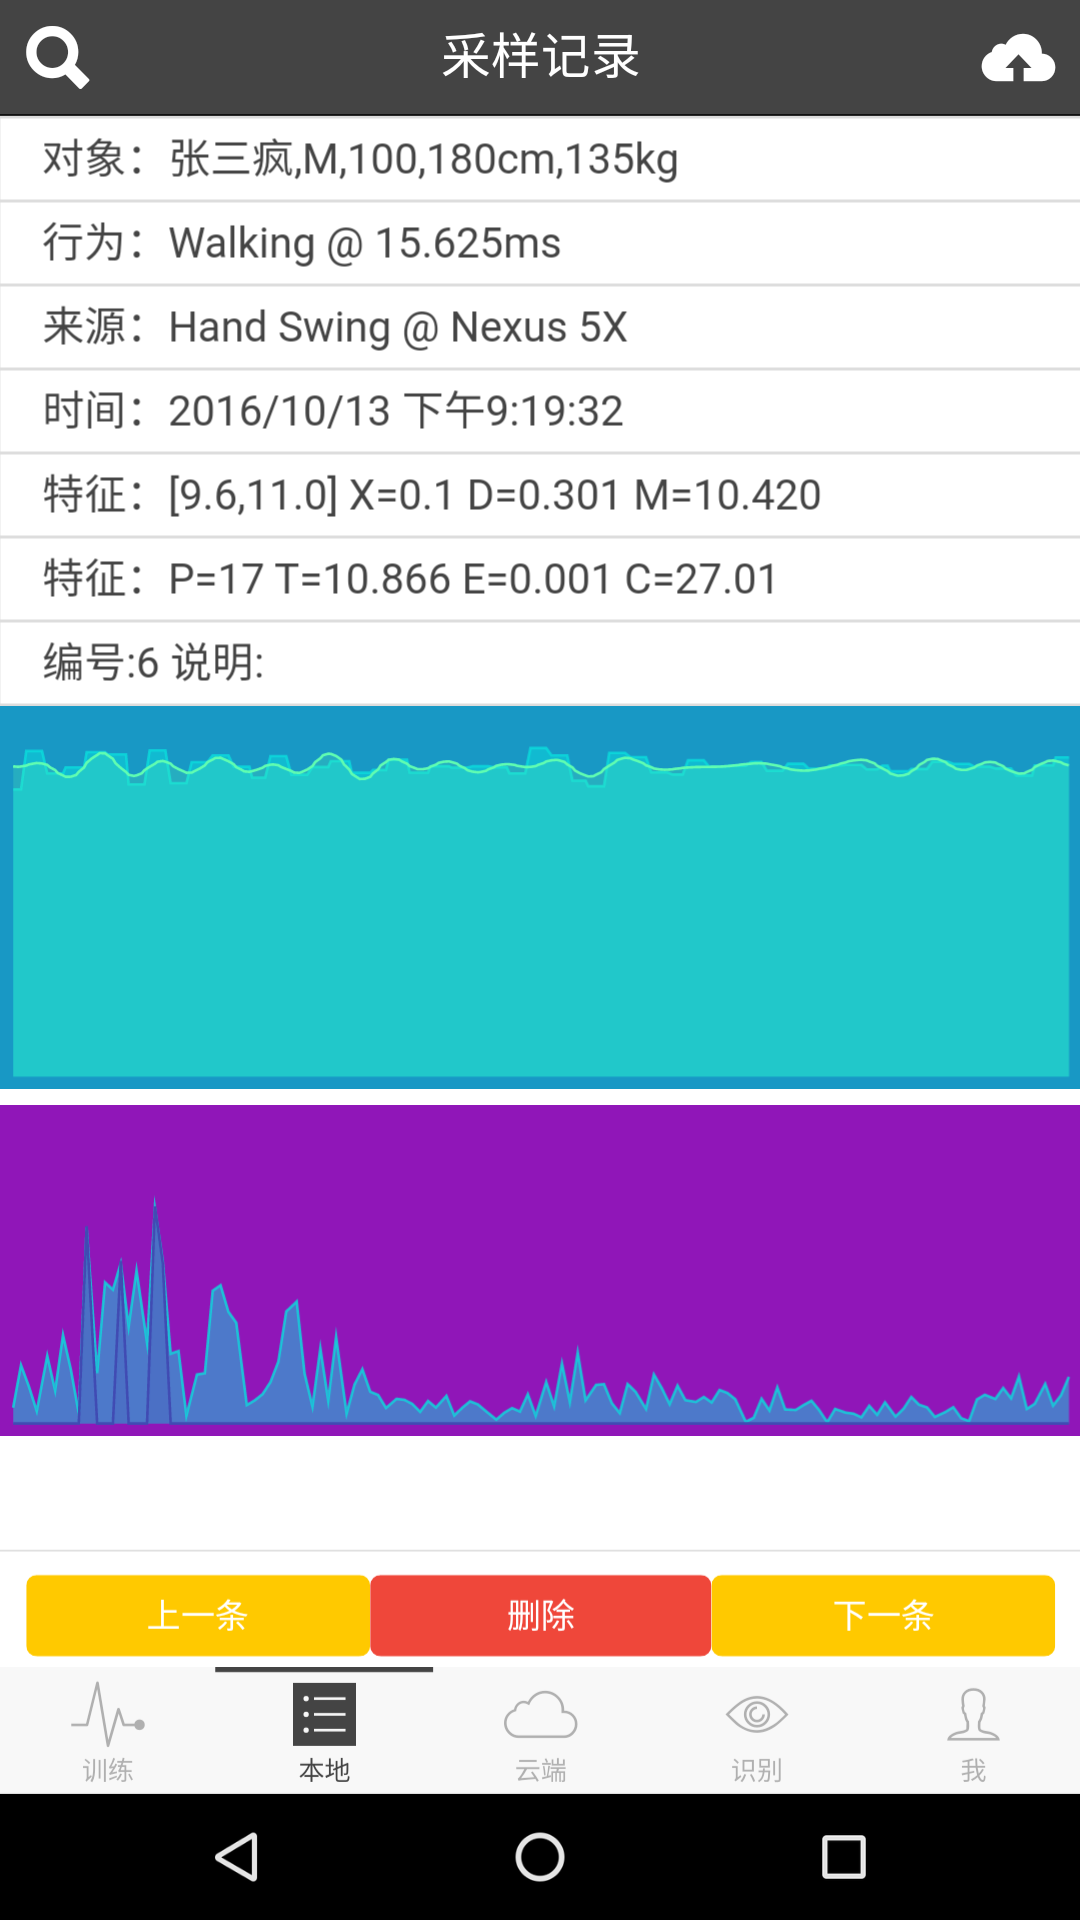 采样记录
对象：张三疯,M,100,180cm,135kg
行为：Walking @ 15.625ms
来源：Hand Swing @ Nexus 5X
时间：2016/10/13 下午9:19:32
特征：[9.6,11.0] X=0.1 D=0.301 M=10.420
特征：P=17 T=10.866 E=0.001 C=27.01
编号:6 说明:
上一条 删除 下一条
训练 本地 云端 识别 我